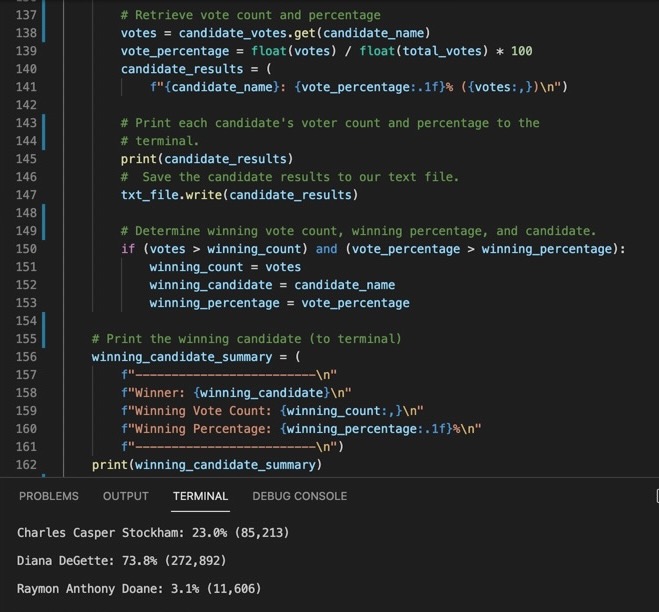 137 # Retrieve vote count and percentage
138 votes = candidate_votes.get(candidate_name)
139 vote_percentage = float(votes) / float(total_votes) * 100
140 candidate_results = (
141 f"{candidate_name}: {vote_percentage:.1f}% ({votes:,})\n")
142
143 # Print each candidate's voter count and percentage to the
144 # terminal.
145 print(candidate_results)
146 #  Save the candidate results to our text file.
147 txt_file.write(candidate_results)
148
149 # Determine winning vote count, winning percentage, and candidate.
150 if (votes > winning_count) and (vote_percentage > winning_percentage):
151 winning_count = votes
152 winning_candidate = candidate_name
153 winning_percentage = vote_percentage
154
155 # Print the winning candidate (to terminal)
156 winning_candidate_summary = (
157 f"-------------------------\n"
158 f"Winner: {winning_candidate}\n"
159 f"Winning Vote Count: {winning_count:,}\n"
160 f"Winning Percentage: {winning_percentage:.1f}%\n"
161 f"-------------------------\n")
162 print(winning_candidate_summary)
PROBLEMS OUTPUT TERMINAL DEBUG CONSOLE
Charles Casper Stockham: 23.0% (85,213)
Diana DeGette: 73.8% (272,892)
Raymon Anthony Doane: 3.1% (11,606)